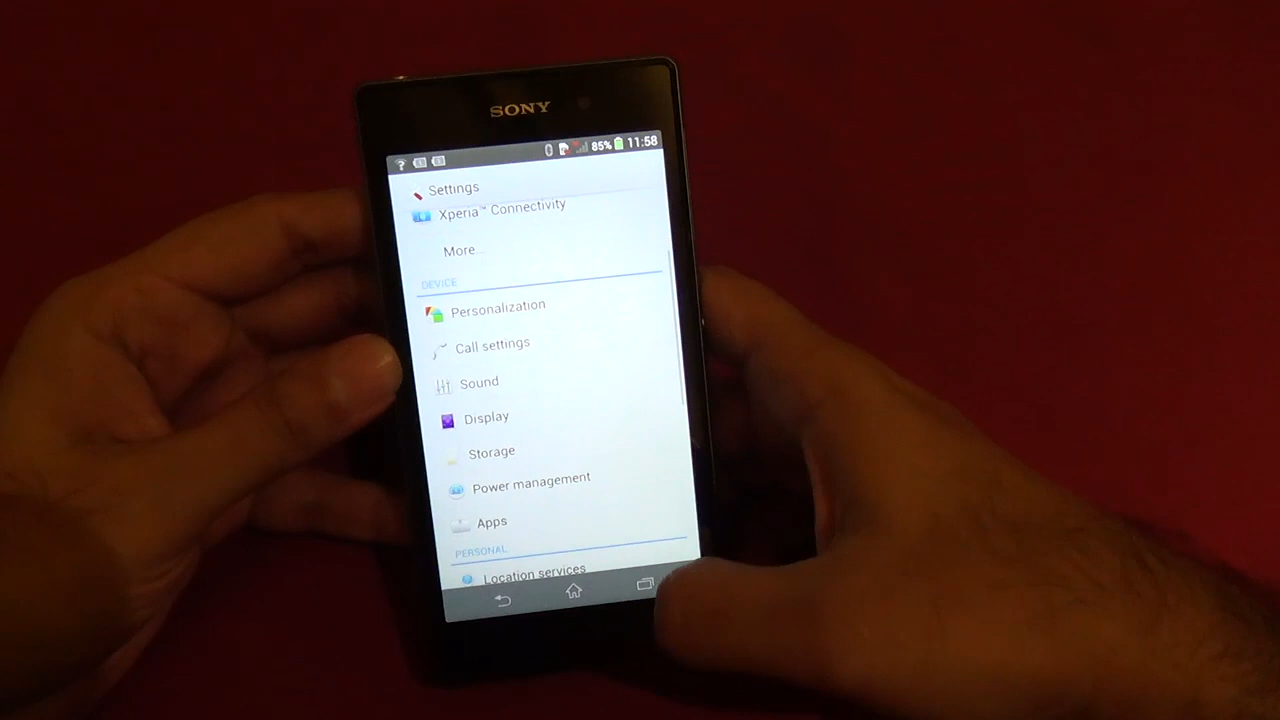 SONY
85% 11:58
Settings
Xperia™ Connectivity
More...
DEVICE
Personalization
Call settings
Sound
Display
Storage
Power management
Apps
PERSONAL
Location services